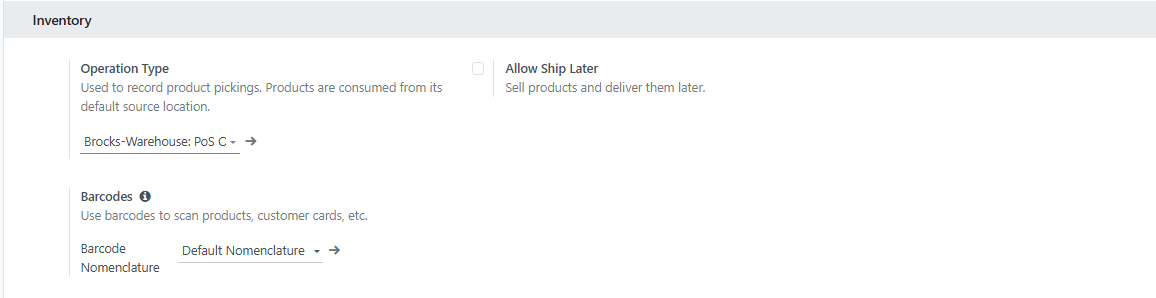 Inventory
Operation Type
Used to record product pickings. Products are consumed from its
default source location.
Brocks-Warehouse: PoS C
Allow Ship Later
Sell products and deliver them later.
Barcodes
Use barcodes to scan products, customer cards, etc.
Barcode
Nomenclature
Default Nomenclature